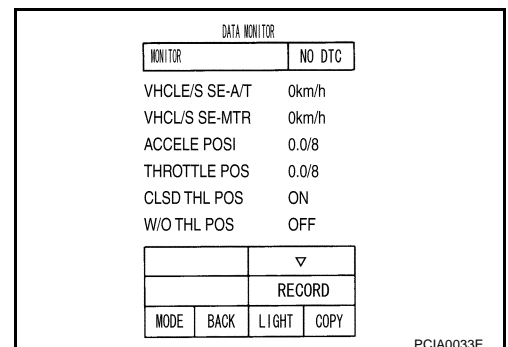 DATA MONITOR
MONITOR NO DTC
VHCLE/S SE-A/T 0km/h
VHCL/S SE-MTR 0km/h
ACCELE POSI 0.0/8
THROTTLE POS 0.0/8
CLSD THL POS ON
W/O THL POS OFF
▽
RECORD
MODE BACK LIGHT COPY
PCIA0033E